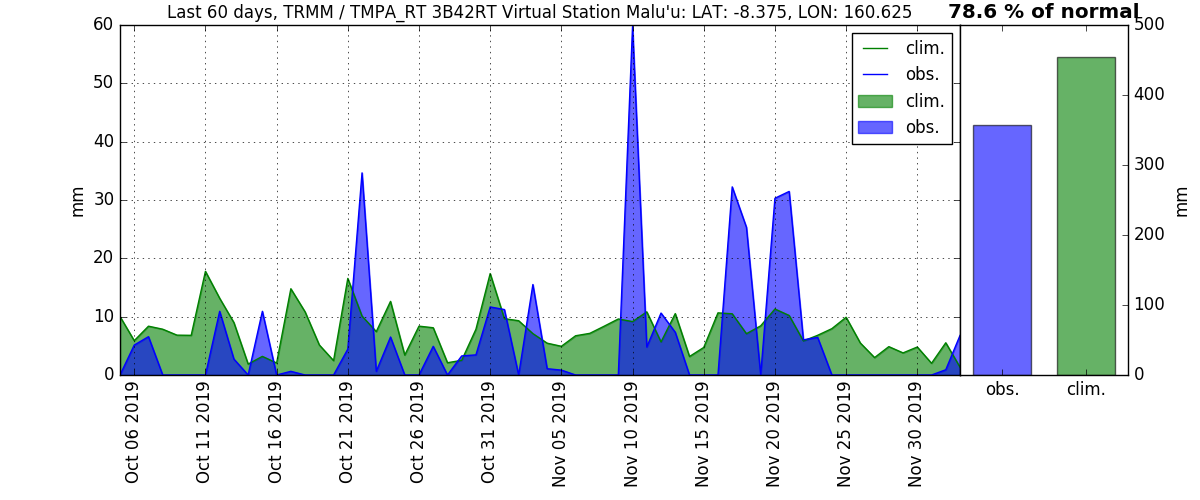 Last 60 days, TRMM / TMPA_RT 3B42RT Virtual Station Malu'u: LAT: -8.375, LON: 160.625
78.6 % of normal
mm
60
50
40
30
20
10
0
clim.
obs.
clim.
obs.
Oct 06 2019
Oct 11 2019
Oct 16 2019
Oct 21 2019
Oct 26 2019
Oct 31 2019
Nov 05 2019
Nov 10 2019
Nov 15 2019
Nov 20 2019
Nov 25 2019
Nov 30 2019
500
400
300
200
100
0
mm
obs.
clim.